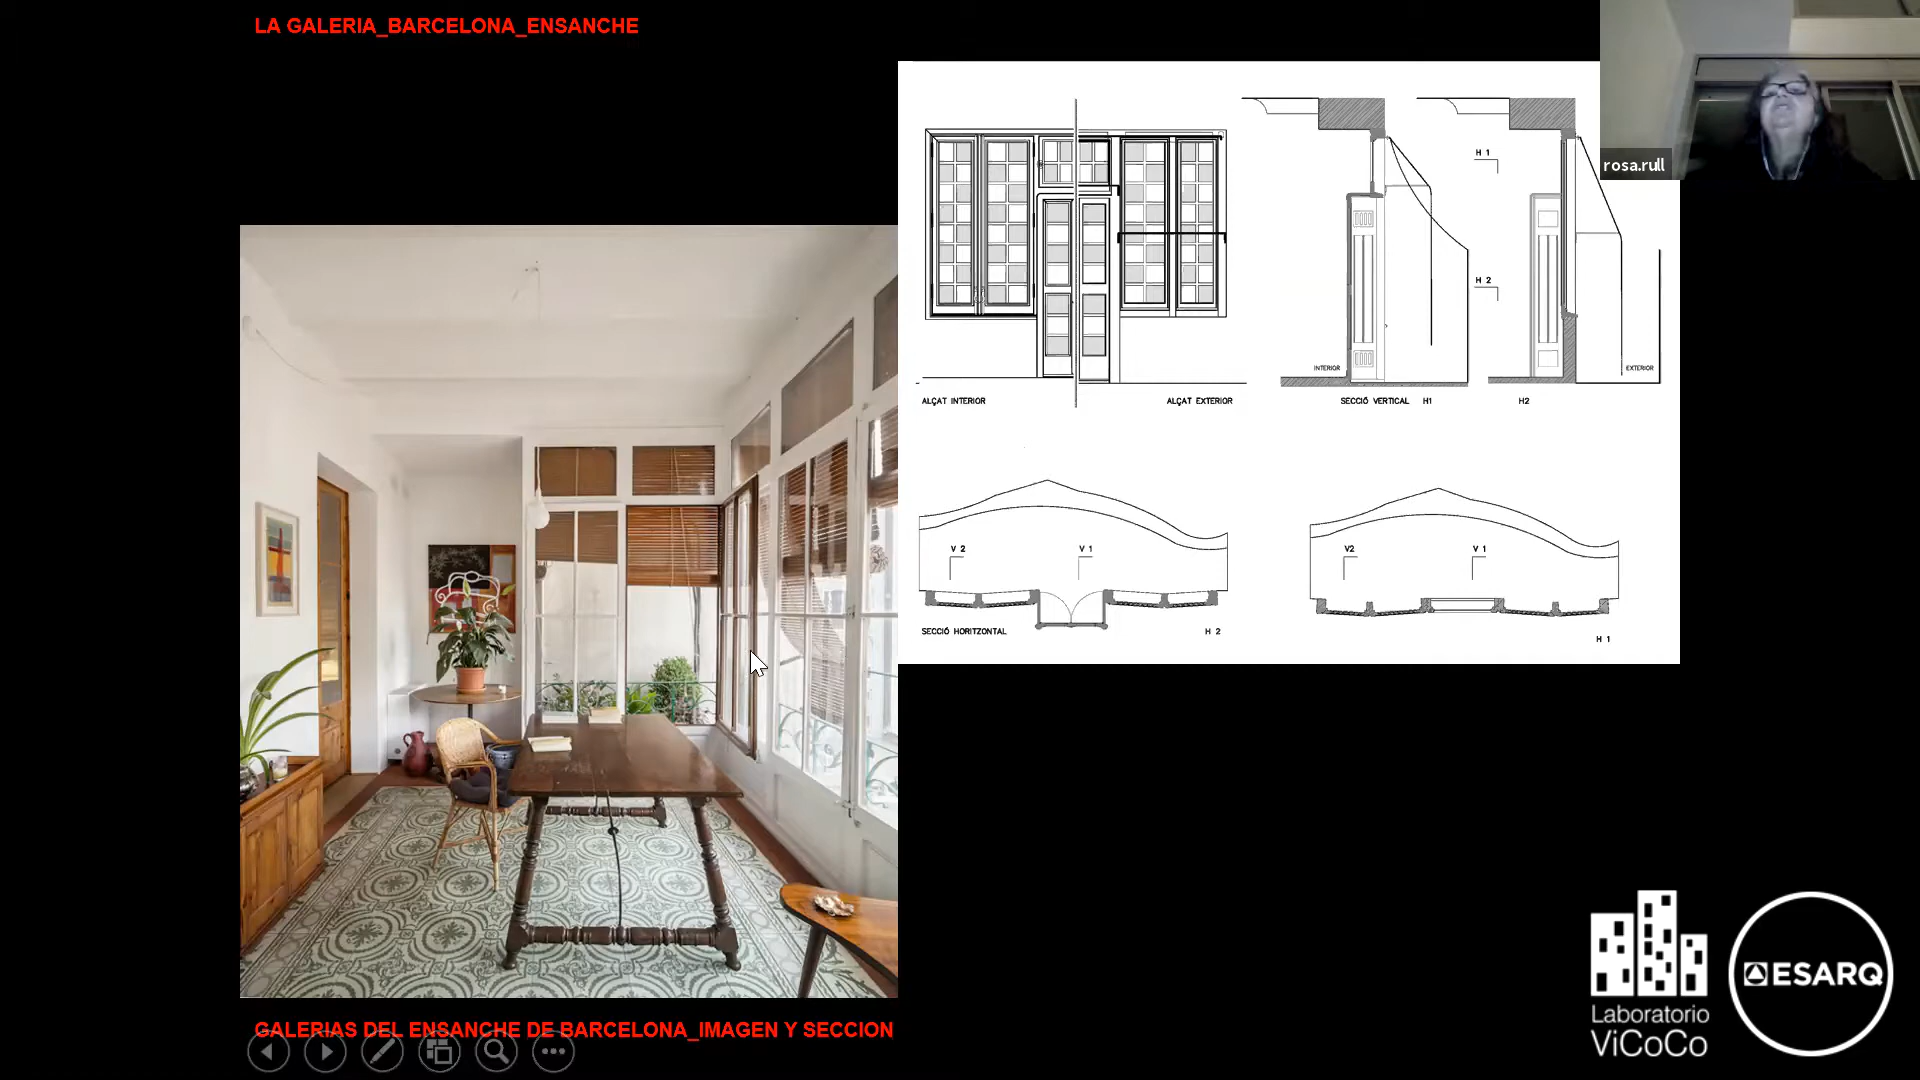 LA GALERIA_BARCELONA_ENSANCHE
rosa.rull
H 1
H 2
INTERIOR
EXTERIOR
ALÇAT INTERIOR
ALÇAT EXTERIOR
SECCIÓ VERTICAL H1
H2
V 2
V 1
V2
V 1
SECCIÓ HORITZONTAL
H 2
H 1
GALERIAS DEL ENSANCHE DE BARCELONA_IMAGEN Y SECCION
Laboratorio
ViCoCo
ESARQ